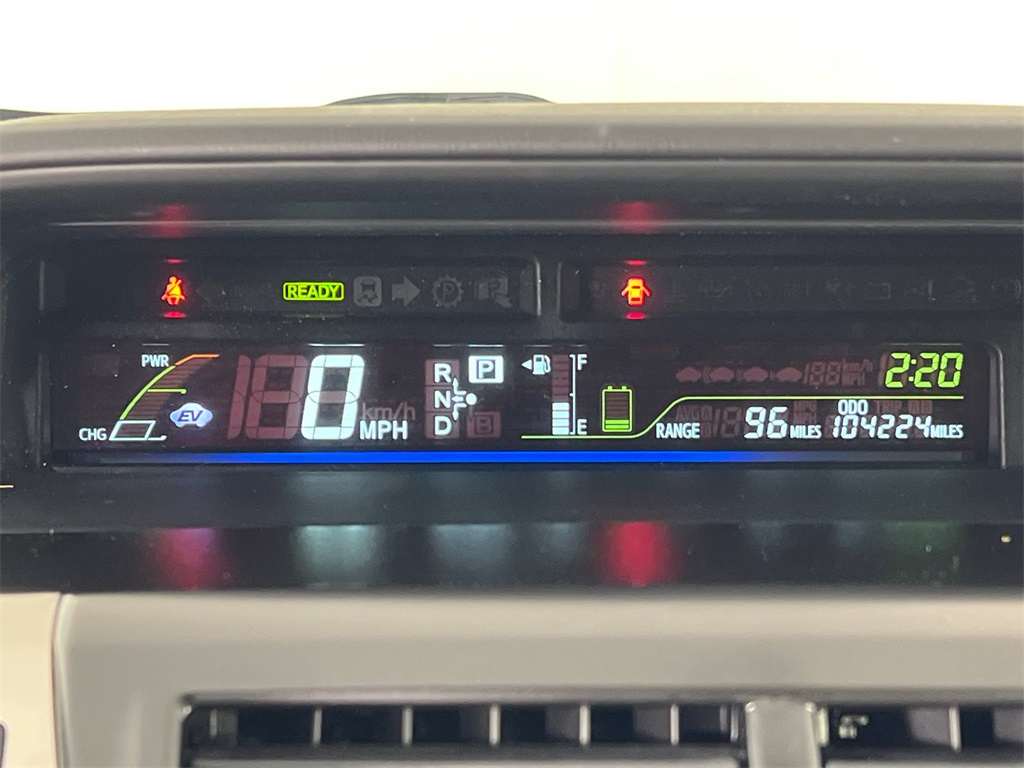 READY
PWR
CHG
EV
0 MPH
km/h
R
N
D
P
B
F
E
2:20
RANGE 96 MILES
ODO
104224 MILES